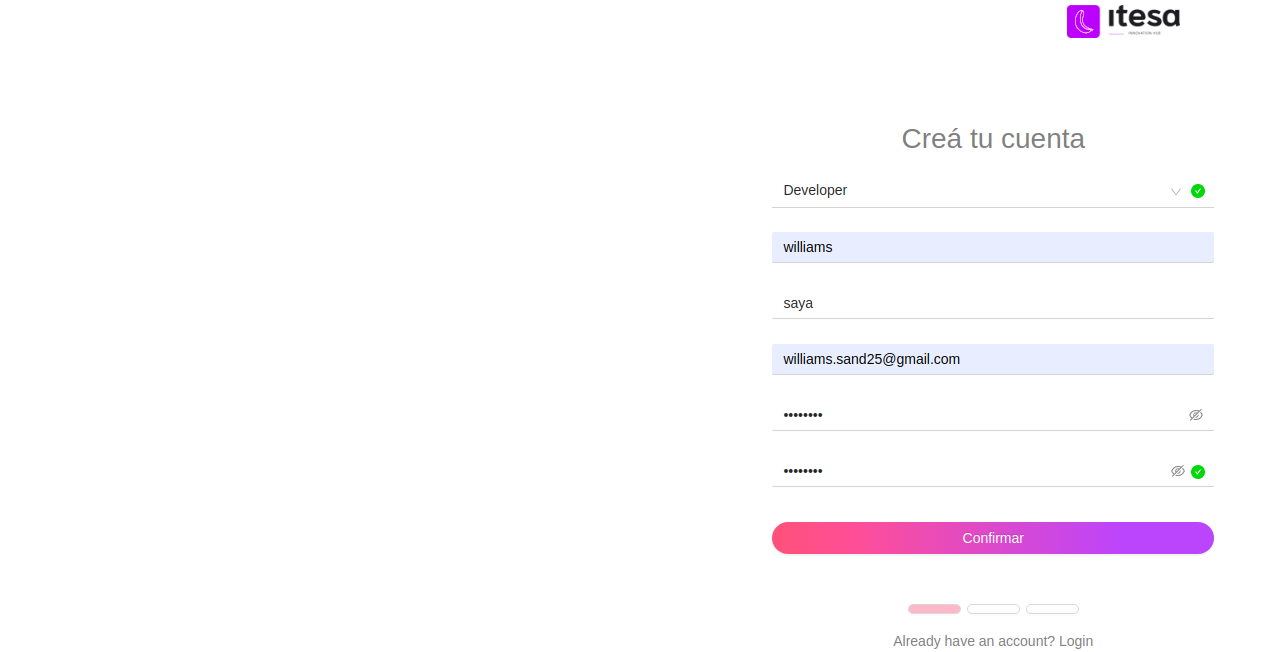 itesa
INNOVATION HUB
Creá tu cuenta
Developer
williams
saya
williams.sand25@gmail.com
••••••••
••••••••
Confirmar
Already have an account? Login